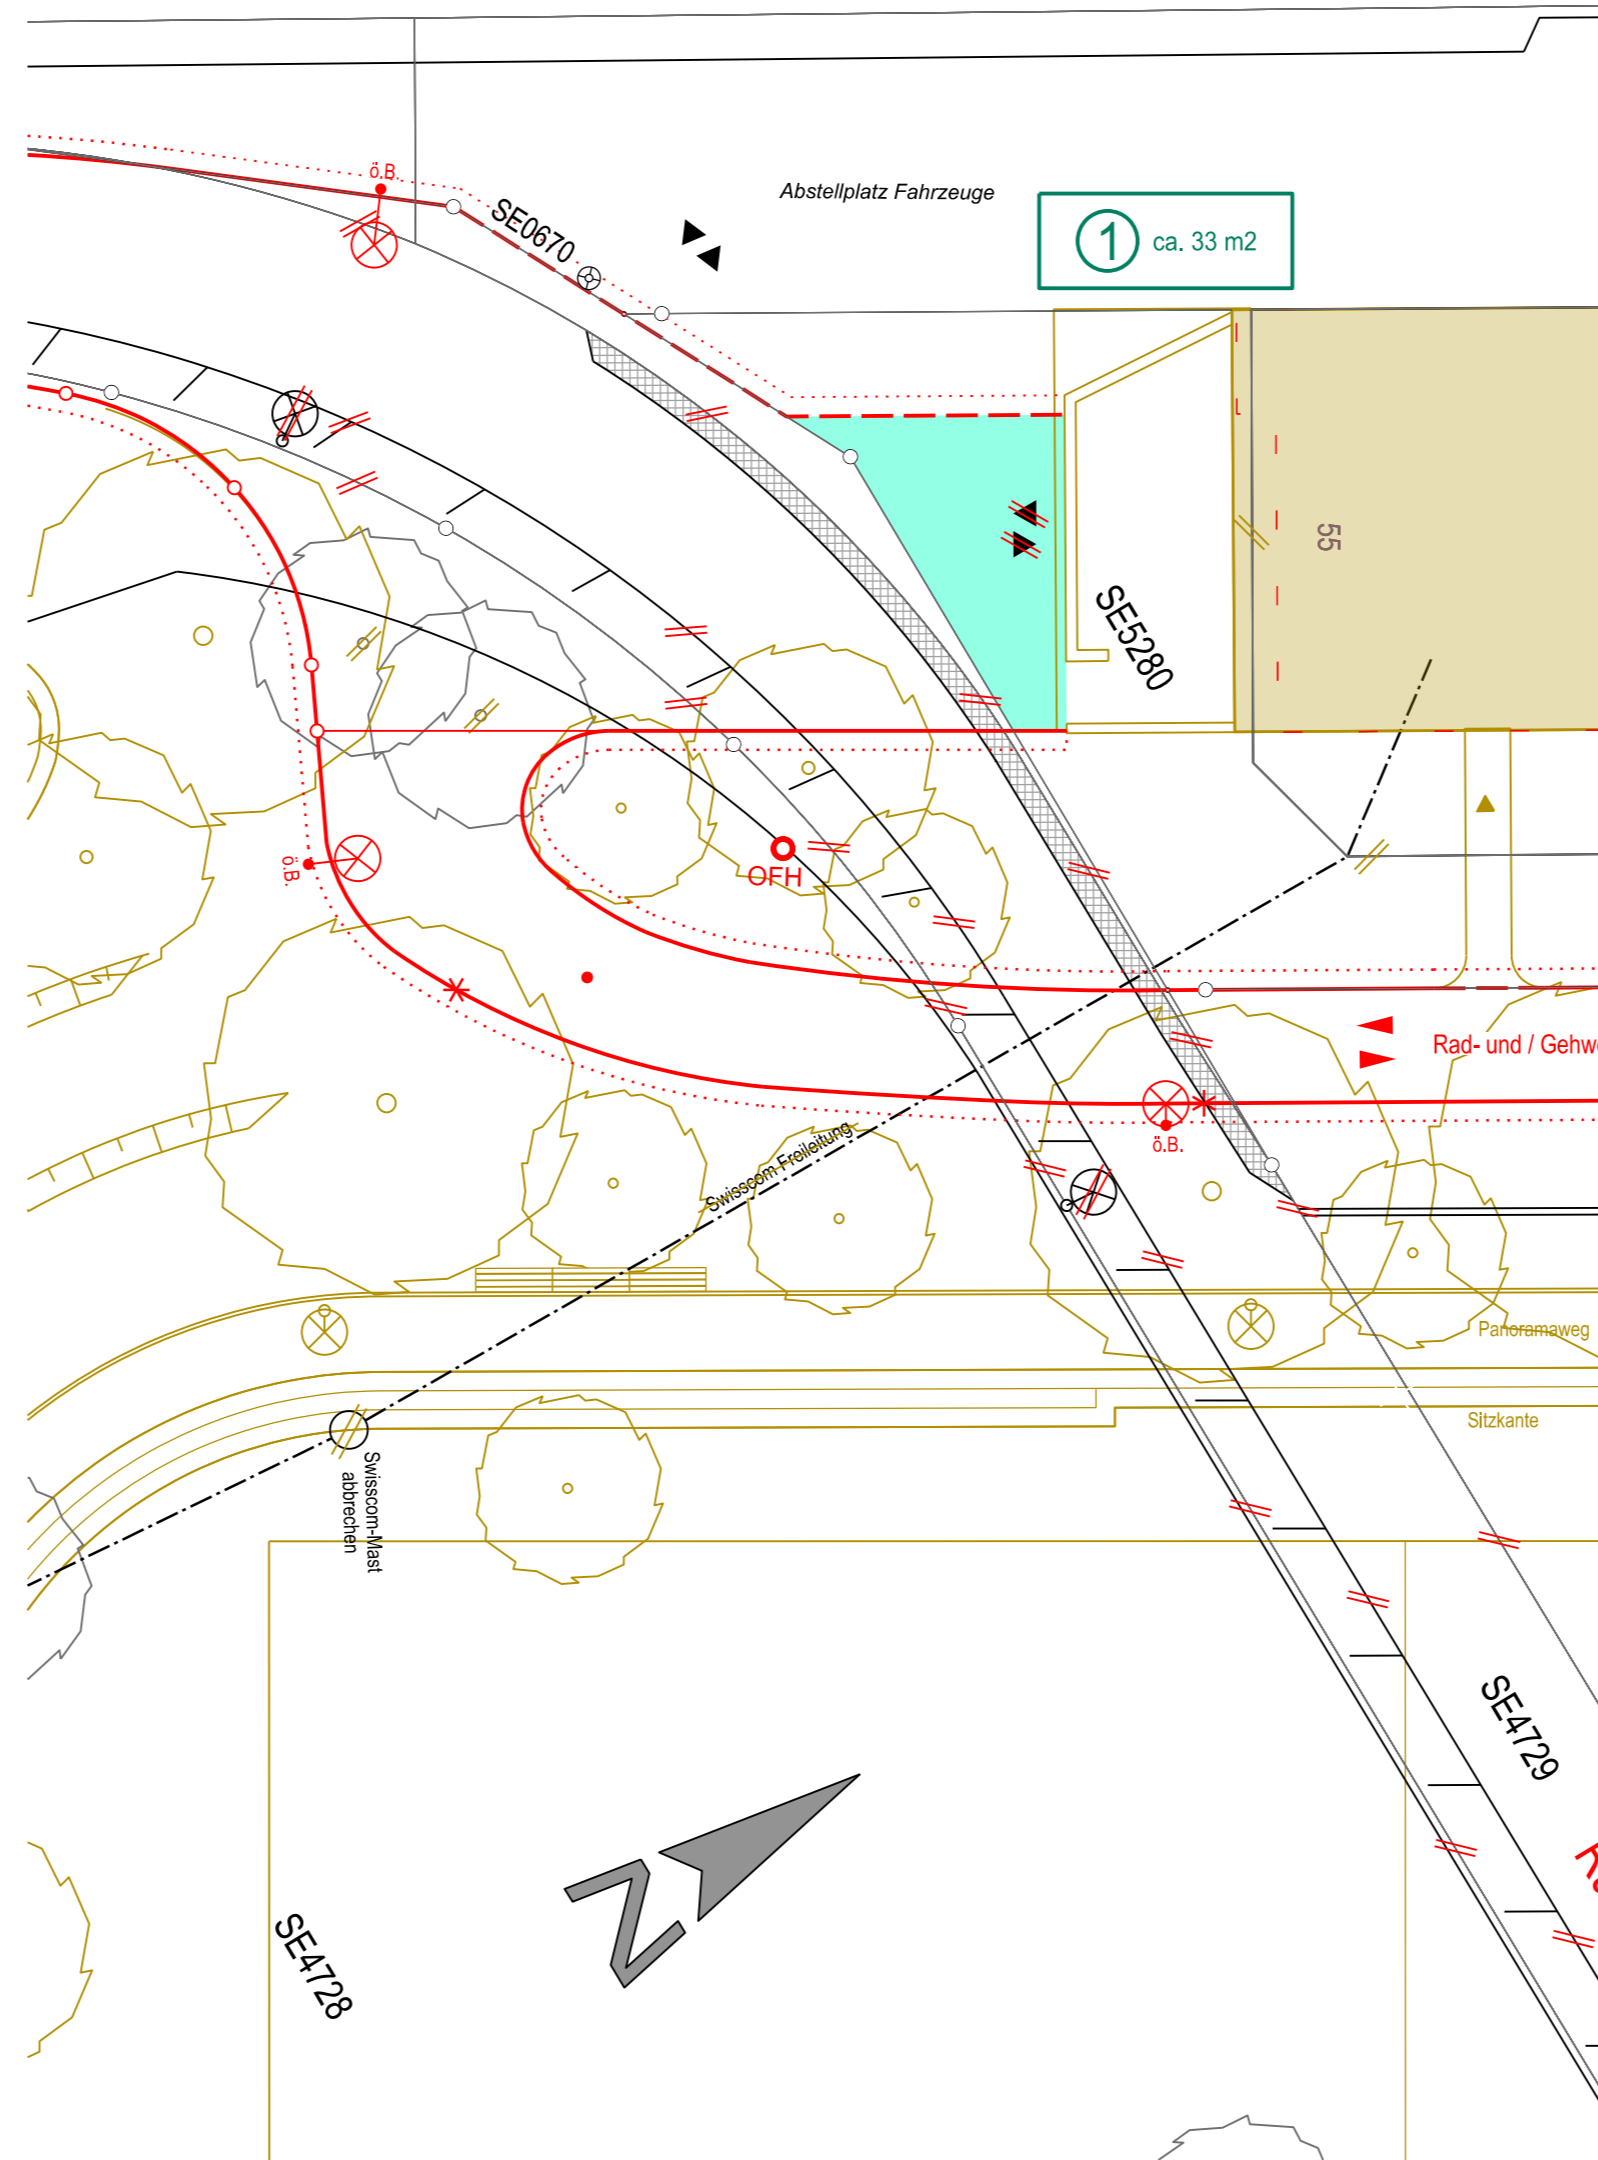 ö.B.
SE0670
Abstellplatz Fahrzeuge
1 ca. 33 m2
55
SE5280
ö.B.
OFH
Rad- und / Gehw
ö.B.
Swisscom Freileitung
Panoramaweg
Sitzkante
Swisscom-Mast
abbrechen
SE4729
SE4728
N